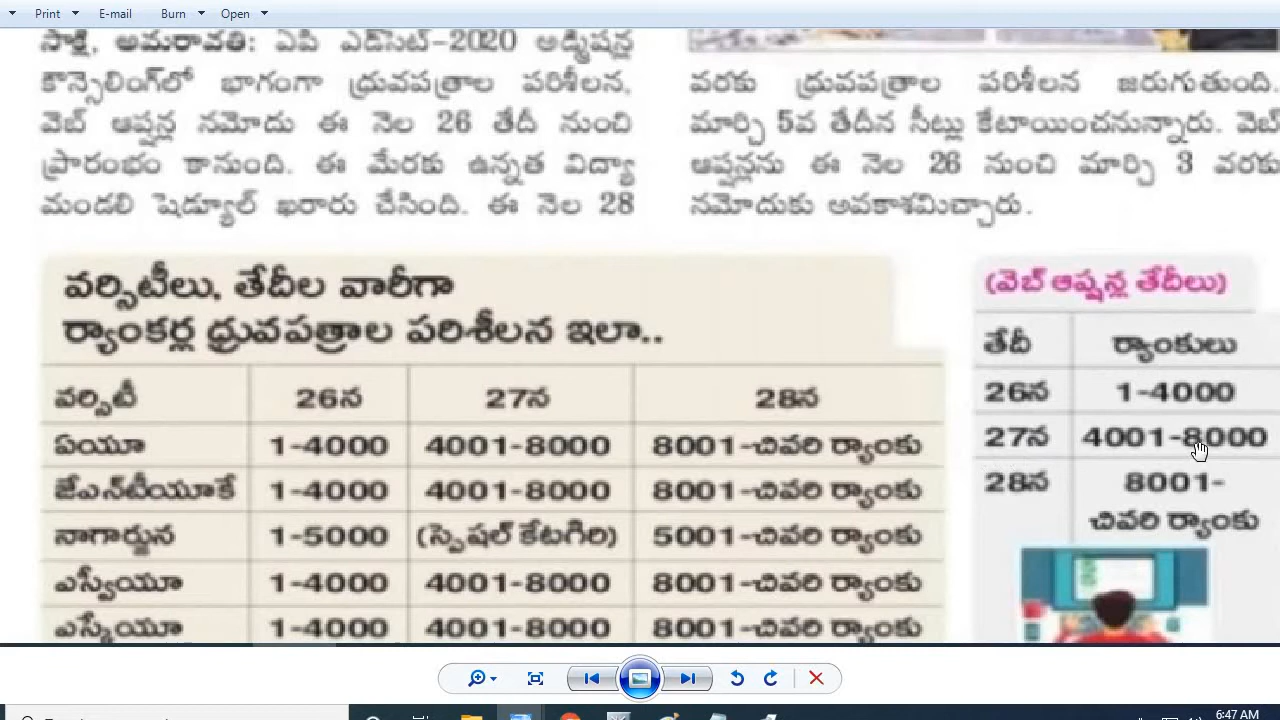 Print E-mail Burn Open
సాక్షి, అమరావతి: ఏపీ ఎడ్‌సెట్-2020 అడ్మిషన్ల
కౌన్సెలింగ్‌లో భాగంగా ధ్రువపత్రాల పరిశీలన,
వెబ్ ఆప్షన్ల నమోదు ఈ నెల 26 తేదీ నుంచి
ప్రారంభం కానుంది. ఈ మేరకు ఉన్నత విద్యా
మండలి షెడ్యూల్ ఖరారు చేసింది. ఈ నెల 28
వరకు ధ్రువపత్రాల పరిశీలన జరుగుతుంది.
మార్చి 5వ తేదీన సీట్లు కేటాయించనున్నారు. వెబ్
ఆప్షన్లను ఈ నెల 26 నుంచి మార్చి 3 వరకు
నమోదుకు అవకాశమిచ్చారు.
వర్సిటీలు, తేదీల వారీగా
ర్యాంకర్ల ధ్రువపత్రాల పరిశీలన ఇలా..
వర్సిటీ 26న 27న 28న
ఏయూ 1-4000 4001-8000 8001-చివరి ర్యాంకు
జేఎన్‌టీయూకే 1-4000 4001-8000 8001-చివరి ర్యాంకు
నాగార్జున 1-5000 (స్పెషల్ కేటగిరి) 5001-చివరి ర్యాంకు
ఎస్వీయూ 1-4000 4001-8000 8001-చివరి ర్యాంకు
ఎస్కేయూ 1-4000 4001-8000 8001-చివరి ర్యాంకు
(వెబ్ ఆప్షన్ల తేదీలు)
తేదీ ర్యాంకులు
26న 1-4000
27న 4001-8000
28న 8001-
చివరి ర్యాంకు
6:47 AM